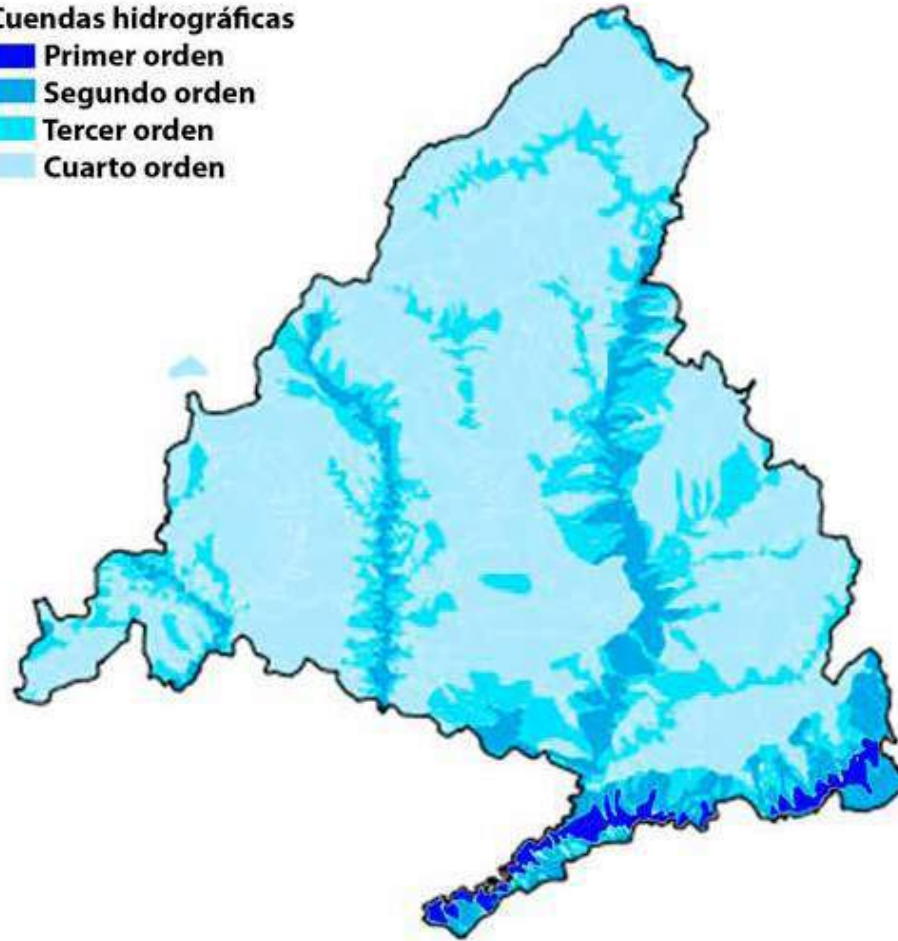 Cuendas hidrográficas
Primer orden
Segundo orden
Tercer orden
Cuarto orden